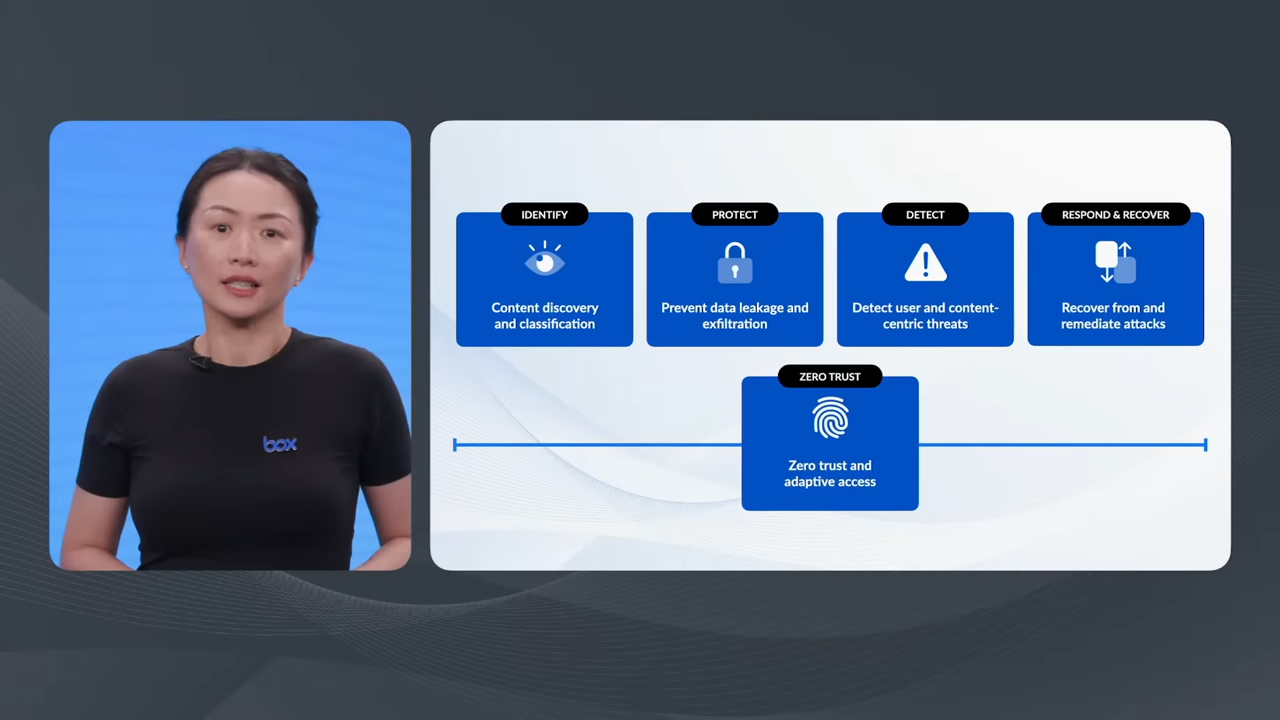 IDENTIFY
Content discovery
and classification
PROTECT
Prevent data leakage and
exfiltration
DETECT
Detect user and content-
centric threats
RESPOND & RECOVER
Recover from and
remediate attacks
ZERO TRUST
Zero trust and
adaptive access
box